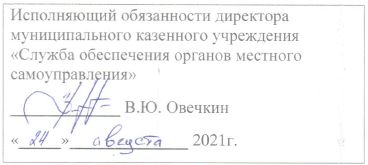 Исполняющий обязанности директора
муниципального казенного учреждения
«Служба обеспечения органов местного
самоуправления»
В.Ю. Овечкин
«24» августа 2021г.